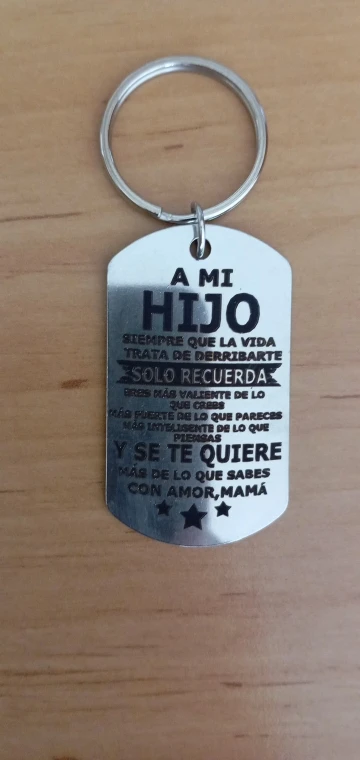 A MI
HIJO
SIEMPRE QUE LA VIDA
TRATA DE DERRIBARTE
SOLO RECUERDA
ERES MÁS VALIENTE DE LO
QUE CREES
MÁS FUERTE DE LO QUE PARECES
MÁS INTELIGENTE DE LO QUE
PIENSAS
Y SE TE QUIERE
MÁS DE LO QUE SABES
CON AMOR,MAMÁ